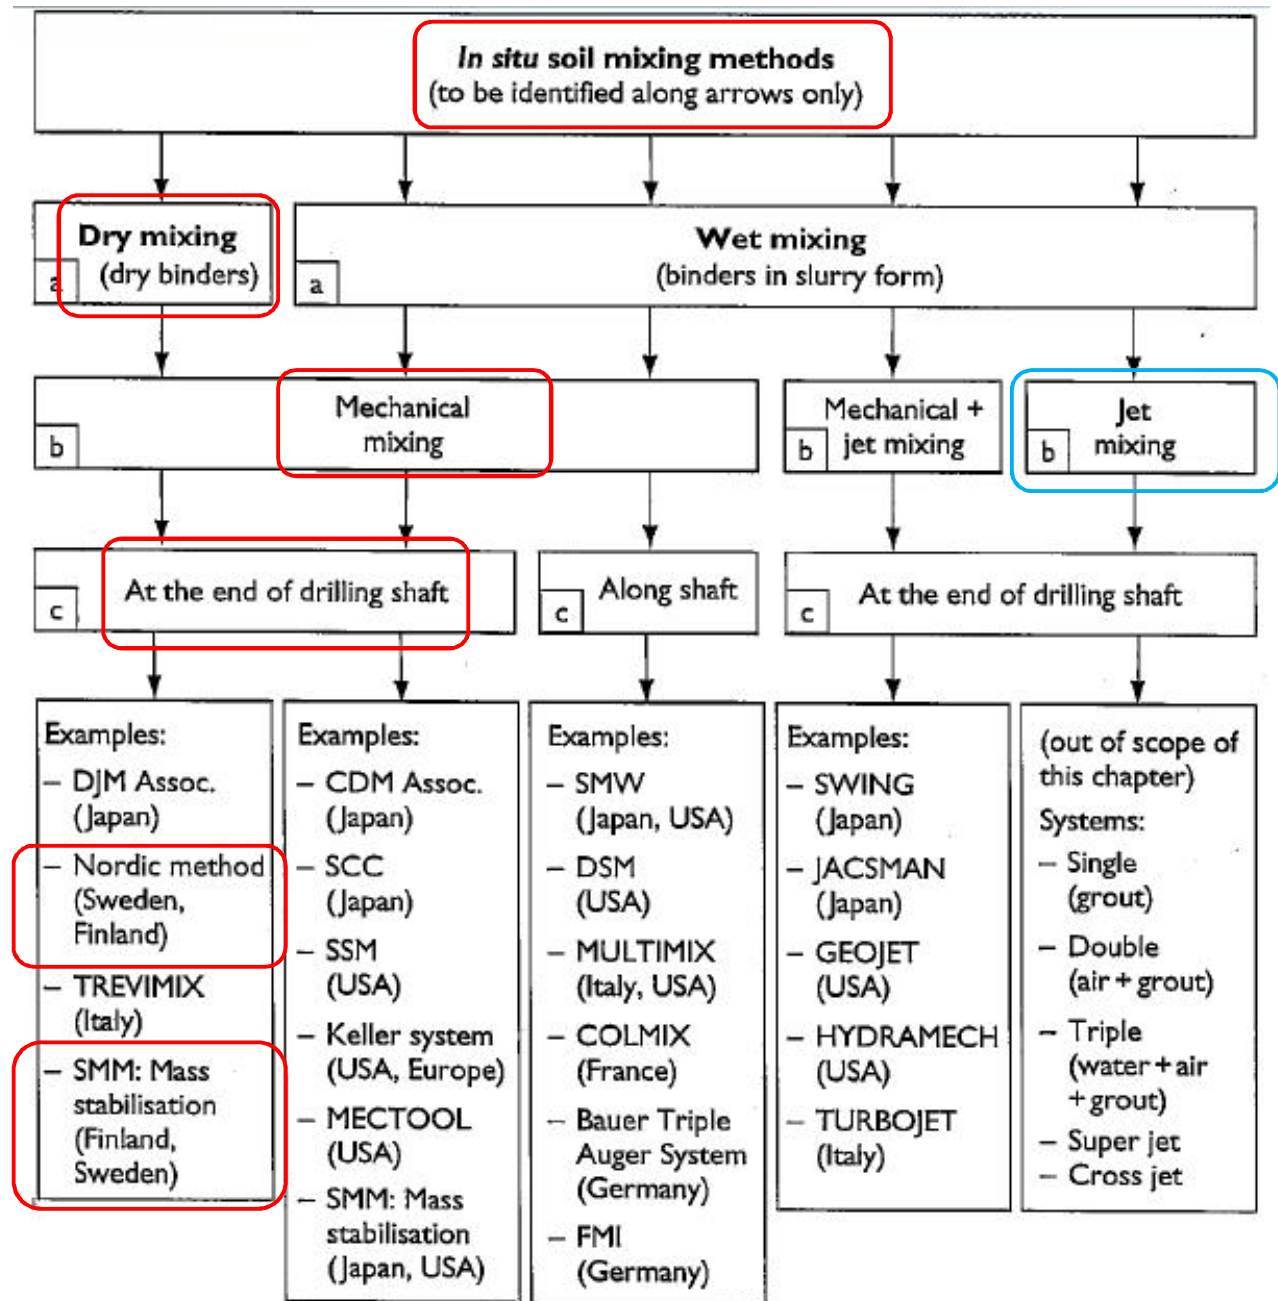 In situ soil mixing methods
(to be identified along arrows only)
Dry mixing
(dry binders)
a
Wet mixing
(binders in slurry form)
a
Mechanical
mixing
b
Mechanical +
jet mixing
b
Jet
mixing
b
At the end of drilling shaft
c
Along shaft
c
At the end of drilling shaft
c
Examples:
– DJM Assoc.
(Japan)
– Nordic method
(Sweden,
Finland)
– TREVIMIX
(Italy)
– SMM: Mass
stabilisation
(Finland,
Sweden)
Examples:
– CDM Assoc.
(Japan)
– SCC
(Japan)
– SSM
(USA)
– Keller system
(USA, Europe)
– MECTOOL
(USA)
– SMM: Mass
stabilisation
(Japan, USA)
Examples:
– SMW
(Japan, USA)
– DSM
(USA)
– MULTIMIX
(Italy, USA)
– COLMIX
(France)
– Bauer Triple
Auger System
(Germany)
– FMI
(Germany)
Examples:
– SWING
(Japan)
– JACSMAN
(Japan)
– GEOJET
(USA)
– HYDRAMECH
(USA)
– TURBOJET
(Italy)
(out of scope of
this chapter)
Systems:
– Single
(grout)
– Double
(air + grout)
– Triple
(water + air
+ grout)
– Super jet
– Cross jet